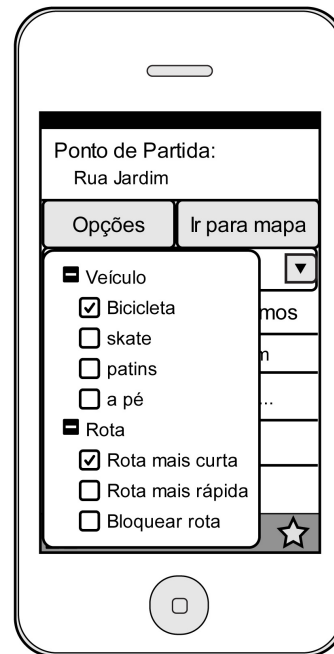 Ponto de Partida:
Rua Jardim
Opções
Ir para mapa
Veículo
Bicicleta
mos
skate
patins
a pé
...
Rota
Rota mais curta
Rota mais rápida
Bloquear rota